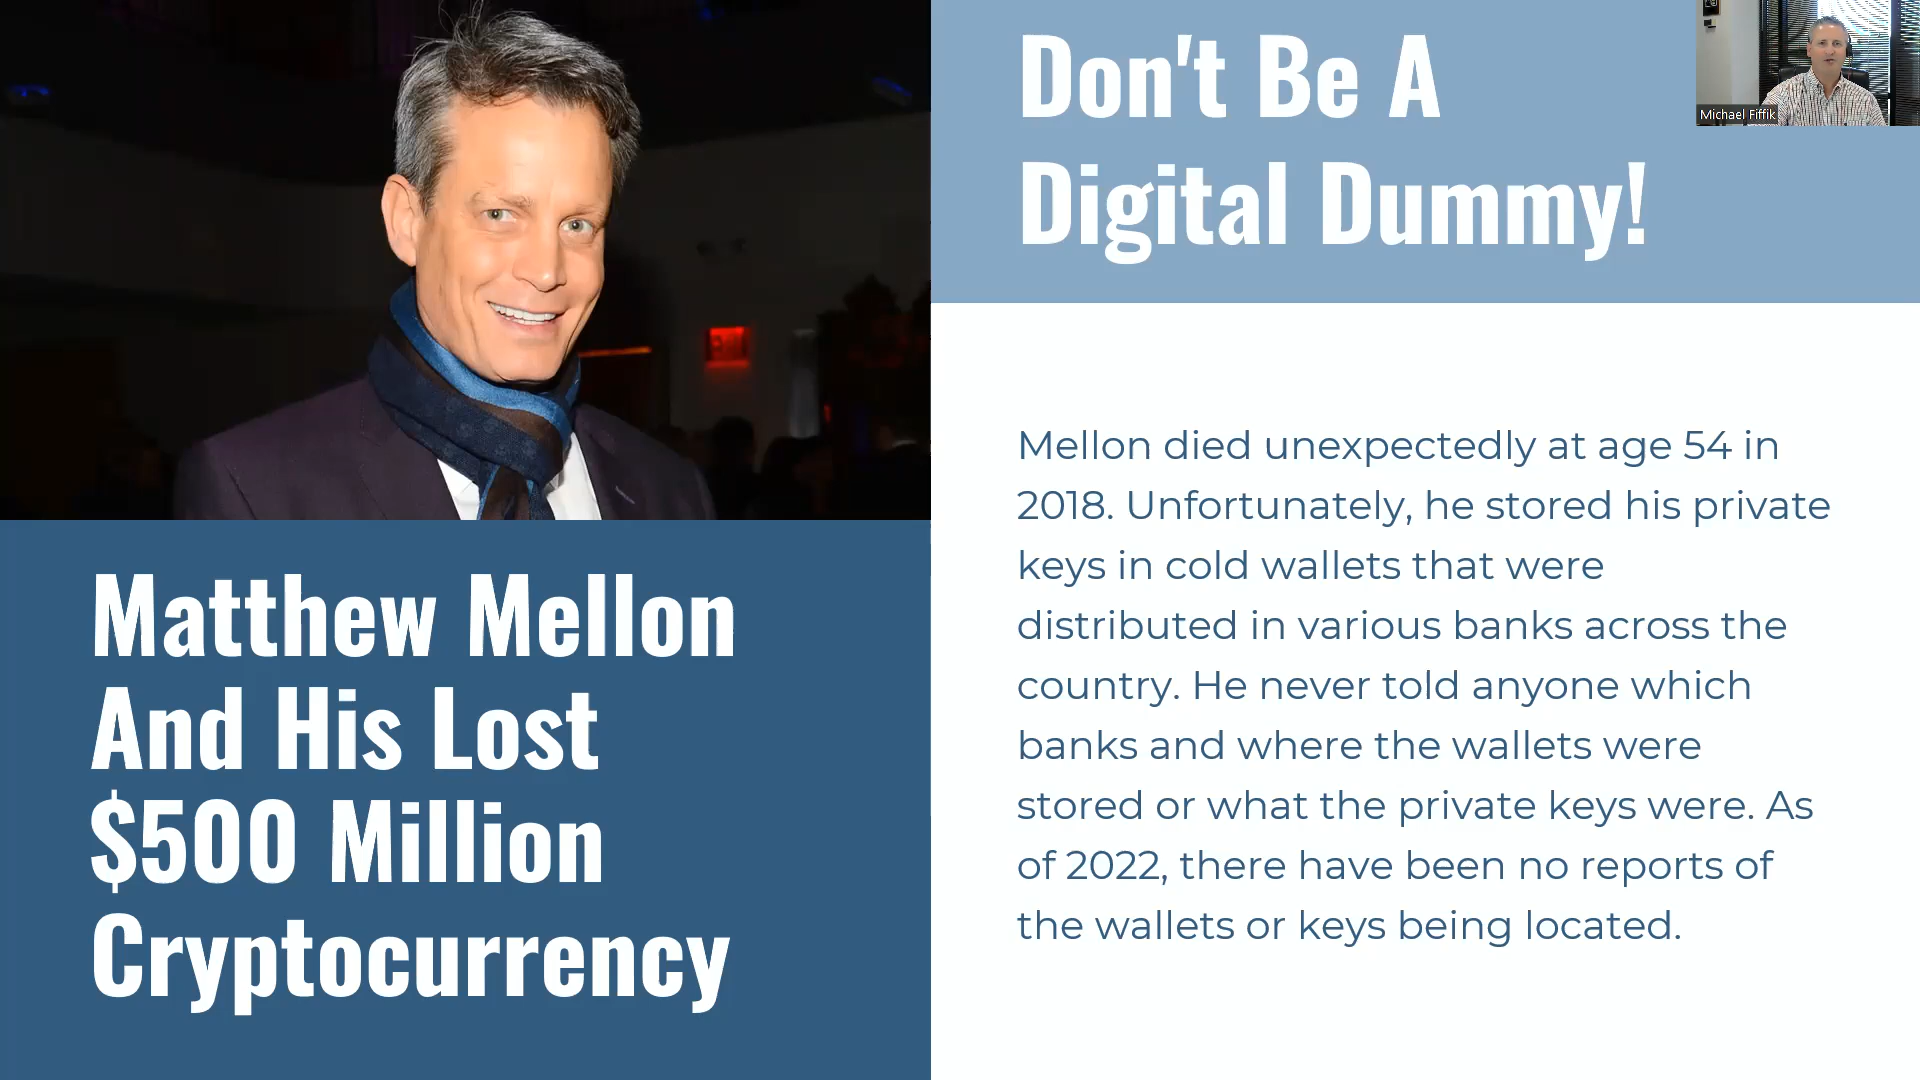 Don't Be A
Digital Dummy!
Michael Fiffik
Matthew Mellon
And His Lost
$500 Million
Cryptocurrency
Mellon died unexpectedly at age 54 in
2018. Unfortunately, he stored his private
keys in cold wallets that were
distributed in various banks across the
country. He never told anyone which
banks and where the wallets were
stored or what the private keys were. As
of 2022, there have been no reports of
the wallets or keys being located.